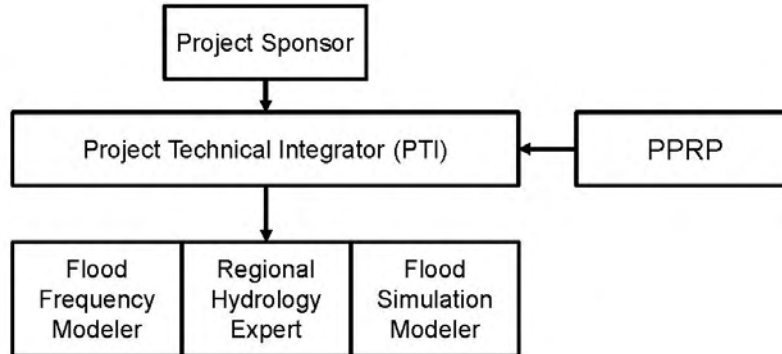 Project Sponsor
Project Technical Integrator (PTI)
PPRP
Flood
Frequency
Modeler
Regional
Hydrology
Expert
Flood
Simulation
Modeler